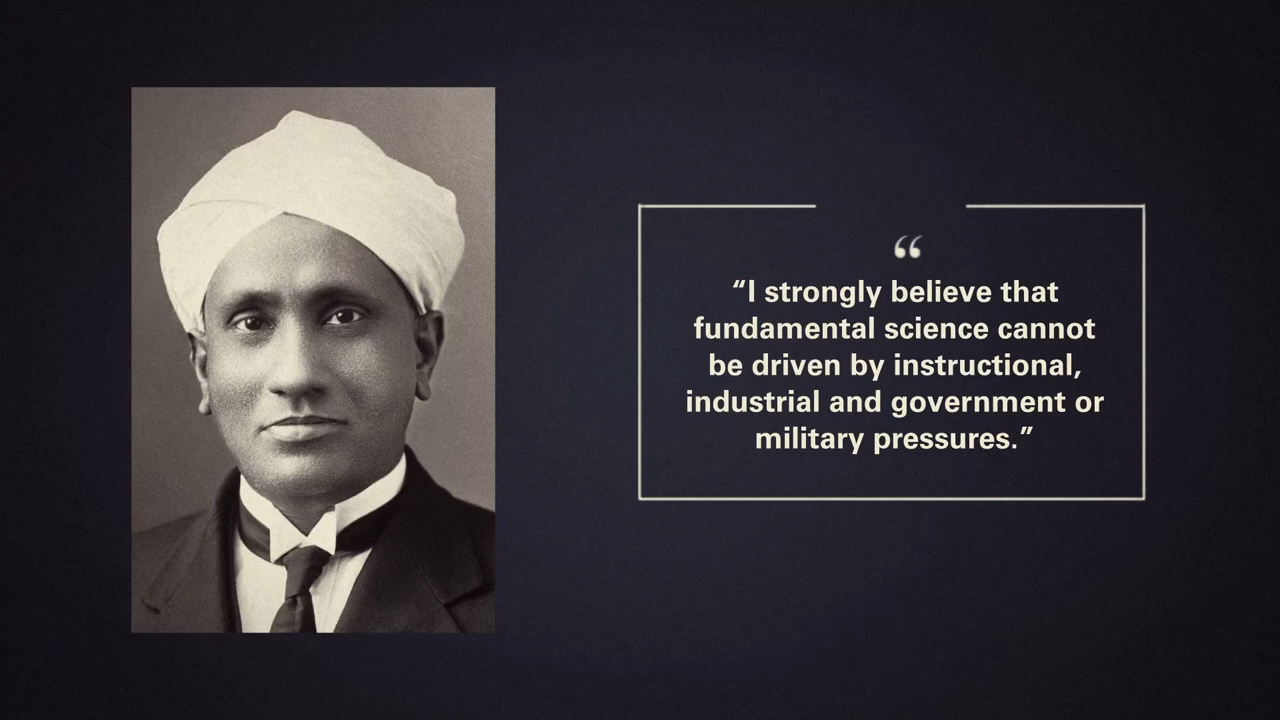 “
“I strongly believe that
fundamental science cannot
be driven by instructional,
industrial and government or
military pressures.”